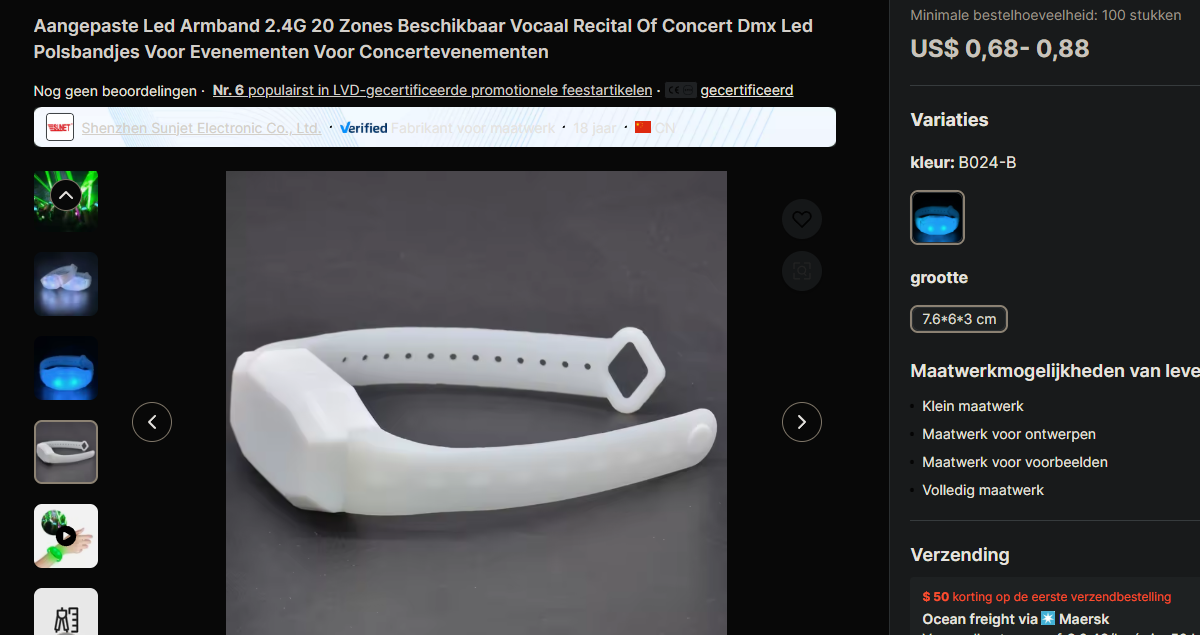 Aangepaste Led Armband 2.4G 20 Zones Beschikbaar Vocaal Recital Of Concert Dmx Led
Polsbandjes Voor Evenementen Voor Concertevenementen
Nog geen beoordelingen · Nr. 6 populairst in LVD-gecertificeerde promotionele feestartikelen · CE gecertificeerd
SUNJET Shenzhen Sunjet Electronic Co., Ltd. · Verified Fabrikant voor maatwerk · 18 jaar · CN
Minimale bestelhoeveelheid: 100 stukken
US$ 0,68- 0,88
Variaties
kleur: B024-B
grootte
7.6*6*3 cm
Maatwerkmogelijkheden van leve
Klein maatwerk
Maatwerk voor ontwerpen
Maatwerk voor voorbeelden
Volledig maatwerk
Verzending
$ 50 korting op de eerste verzendbestelling
Ocean freight via Maersk